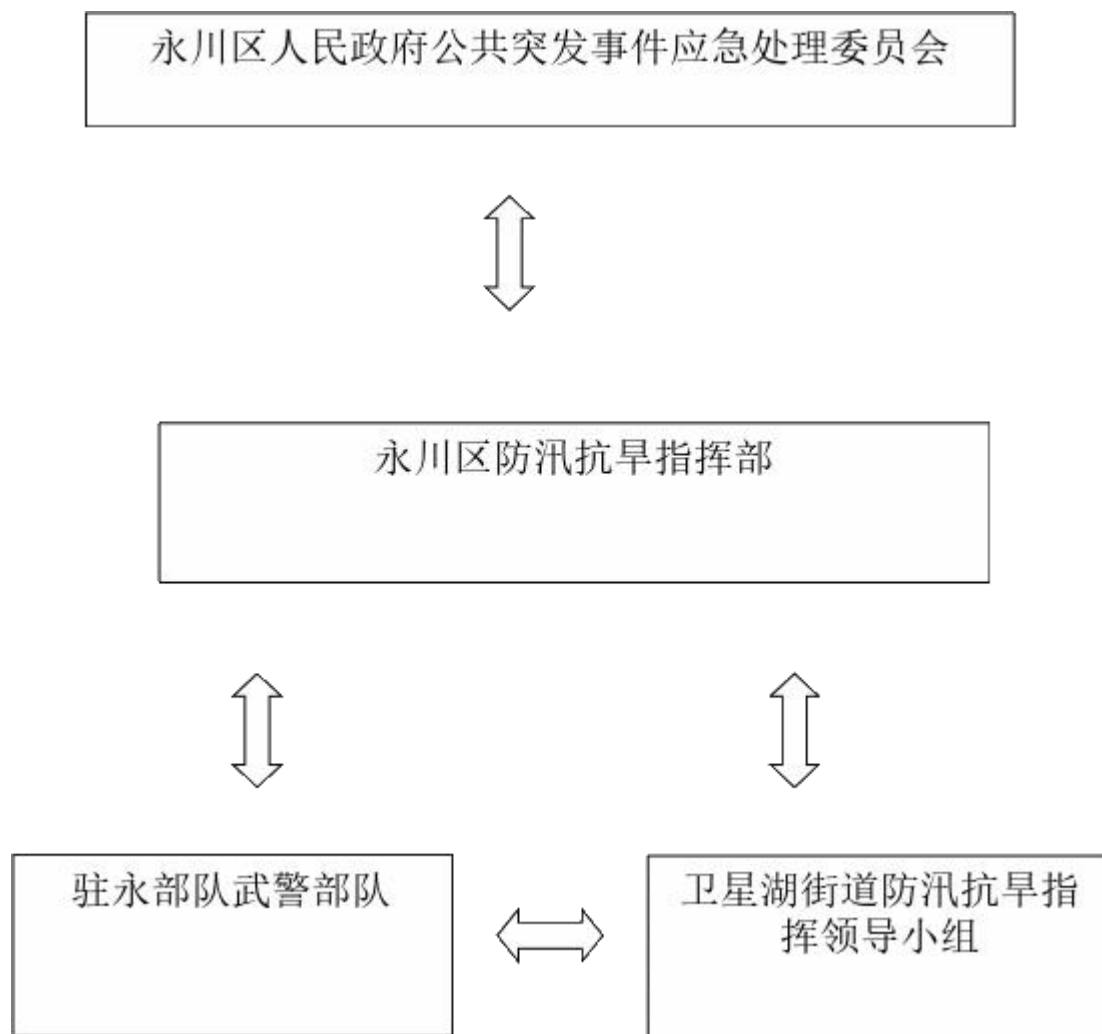 永川区人民政府公共突发事件应急处理委员会
永川区防汛抗旱指挥部
驻永部队武警部队
卫星湖街道防汛抗旱指
挥领导小组